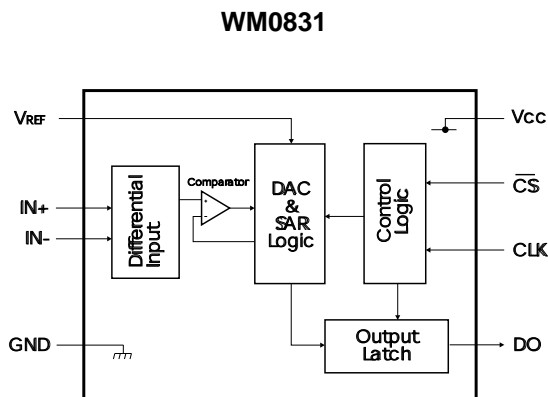 WM0831
VREF
VCC
Comparator
+
-
Differential
Input
DAC
&
SAR
Logic
Control
Logic
CS
IN+
IN-
CLK
GND
Output
Latch
DO